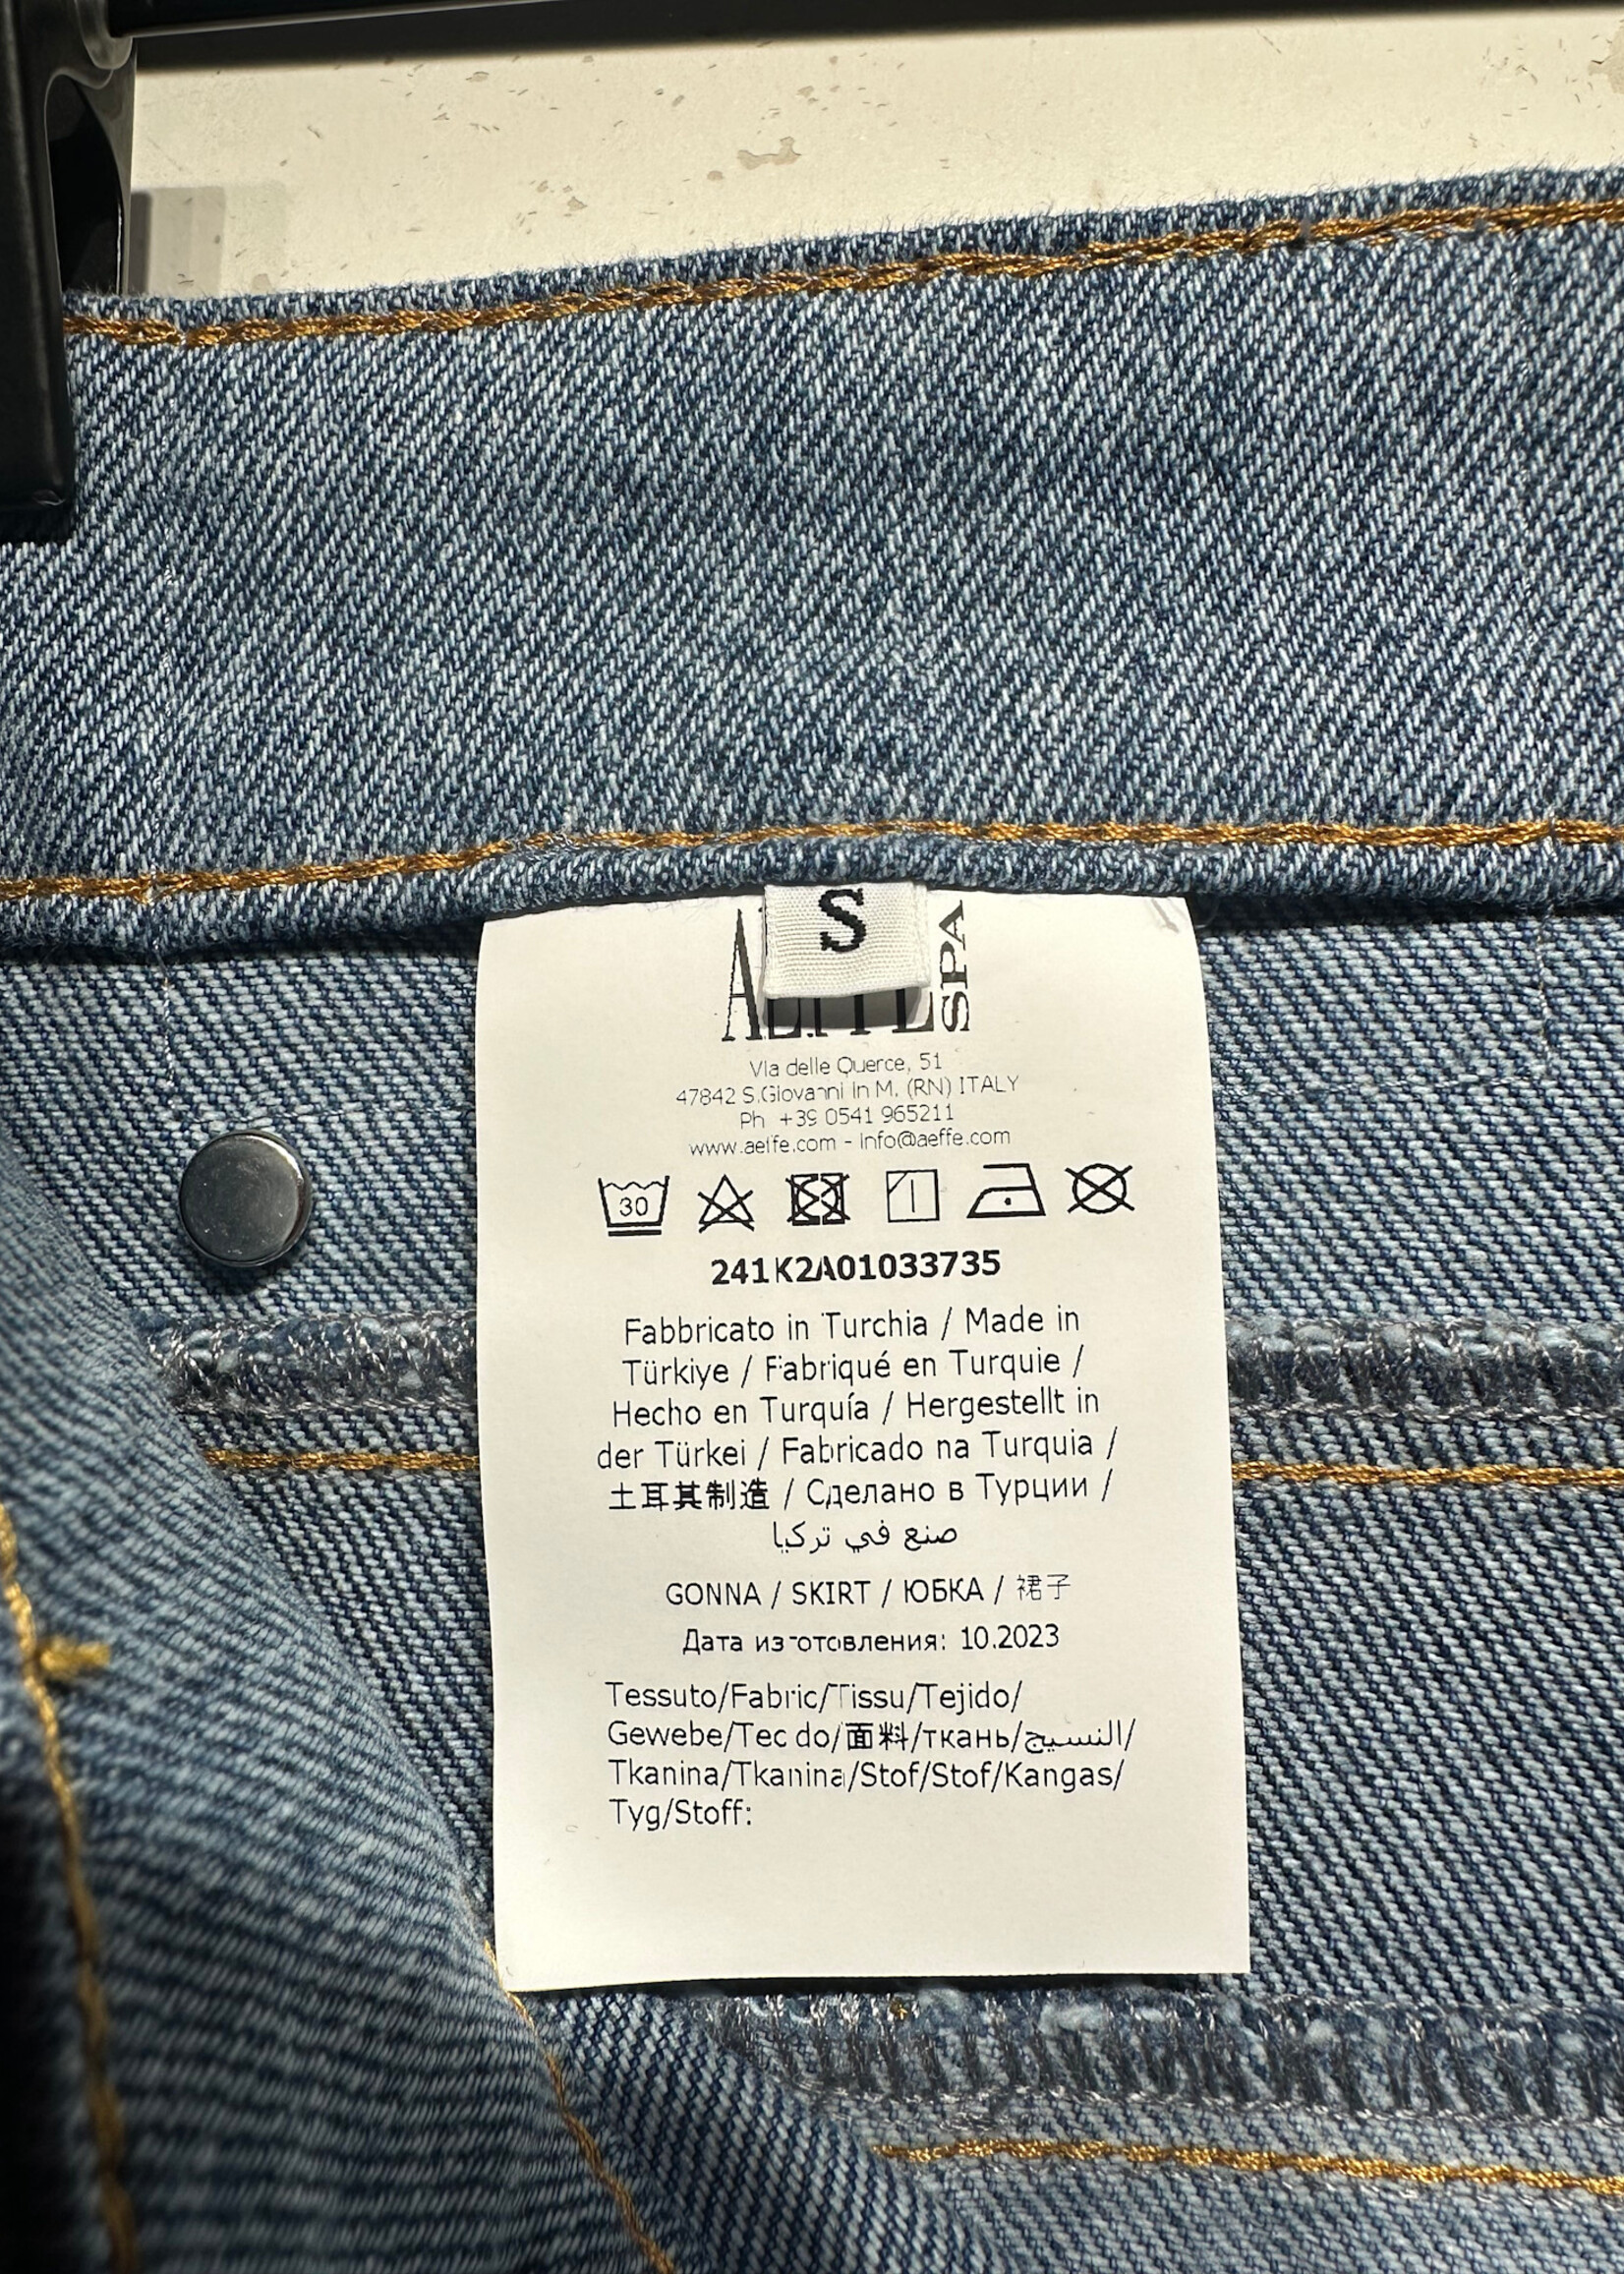 S
AEFFE SPA
Via delle Querce, 51
47842 S.Giovanni in M. (RN) ITALY
Ph +39 0541 965211
www.aeffe.com - info@aeffe.com
30
241K2A01033735
Fabbricato in Turchia / Made in
Türkiye / Fabriqué en Turquie /
Hecho en Turquía / Hergestellt in
der Türkei / Fabricado na Turquia /
土耳其制造 / Сделано в Турции /
صنع في تركيا
GONNA / SKIRT / ЮБКА / 裙子
Дата изготовления: 10.2023
Tessuto/Fabric/Tissu/Tejido/
Gewebe/Tecido/面料/ткань/النسيج/
Tkanina/Tkanina/Stof/Stof/Kangas/
Tyg/Stoff: